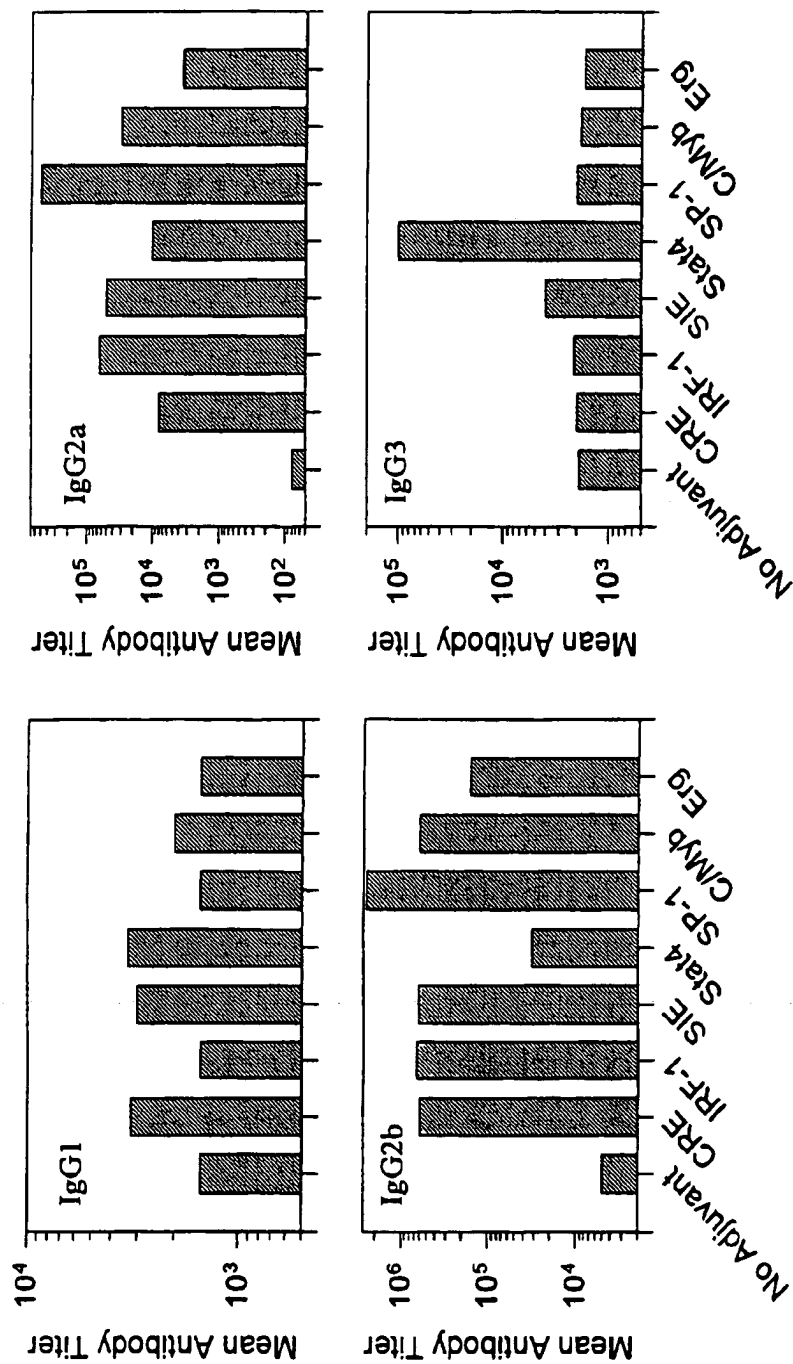 IgG1
Mean Antibody Titer
10⁴
10³
IgG2a
Mean Antibody Titer
10⁵
10⁴
10³
10²
IgG2b
Mean Antibody Titer
10⁶
10⁵
10⁴
No Adjuvant
CRE
IRF-1
SIE
Stat4
SP-1
C/Myb
Erg
IgG3
Mean Antibody Titer
10⁵
10⁴
10³
No Adjuvant
CRE
IRF-1
SIE
Stat4
SP-1
C/Myb
Erg